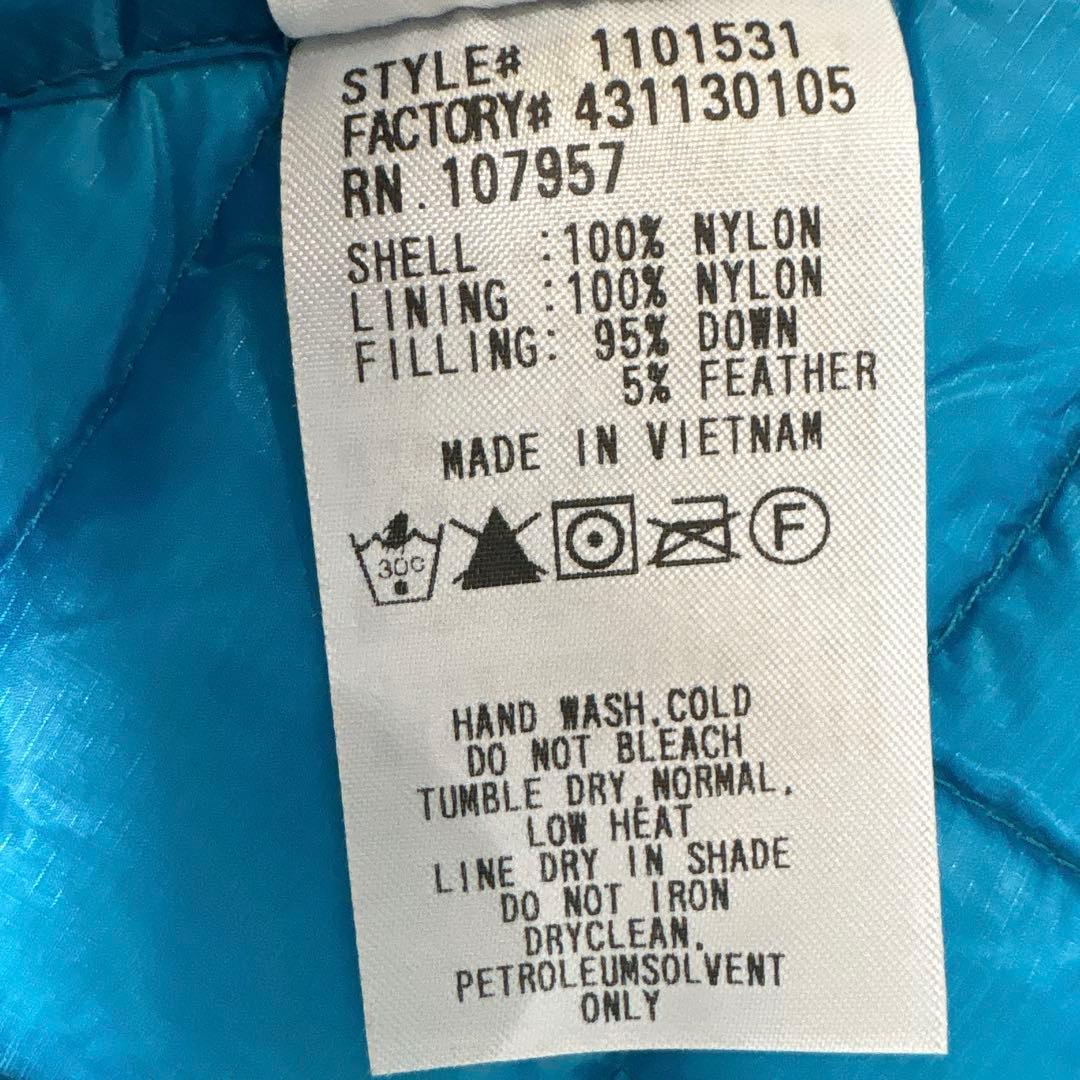 STYLE# 1101531
FACTORY# 431130105
RN. 107957
SHELL :100% NYLON
LINING :100% NYLON
FILLING: 95% DOWN
5% FEATHER
MADE IN VIETNAM
30C F
HAND WASH.COLD
DO NOT BLEACH
TUMBLE DRY.NORMAL.
LOW HEAT
LINE DRY IN SHADE
DO NOT IRON
DRYCLEAN.
PETROLEUMSOLVENT
ONLY